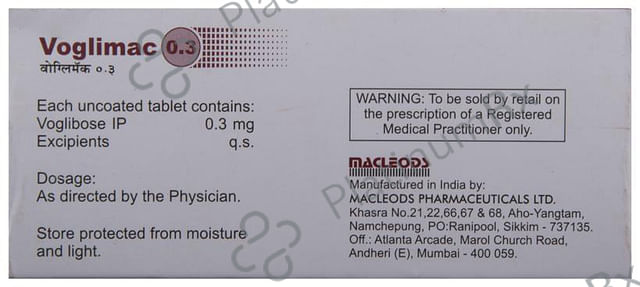 Voglimac 0.3
वोग्लिमॅक ०.३
Each uncoated tablet contains:
Voglibose IP 0.3 mg
Excipients q.s.
Dosage:
As directed by the Physician.
Store protected from moisture
and light.
WARNING: To be sold by retail on
the prescription of a Registered
Medical Practitioner only.
MACLEODS
Manufactured in India by:
MACLEODS PHARMACEUTICALS LTD.
Khasra No.21,22,66,67 & 68, Aho-Yangtam,
Namchepung, PO:Ranipool, Sikkim - 737135.
Off.: Atlanta Arcade, Marol Church Road,
Andheri (E), Mumbai - 400 059.
PlatinumRx